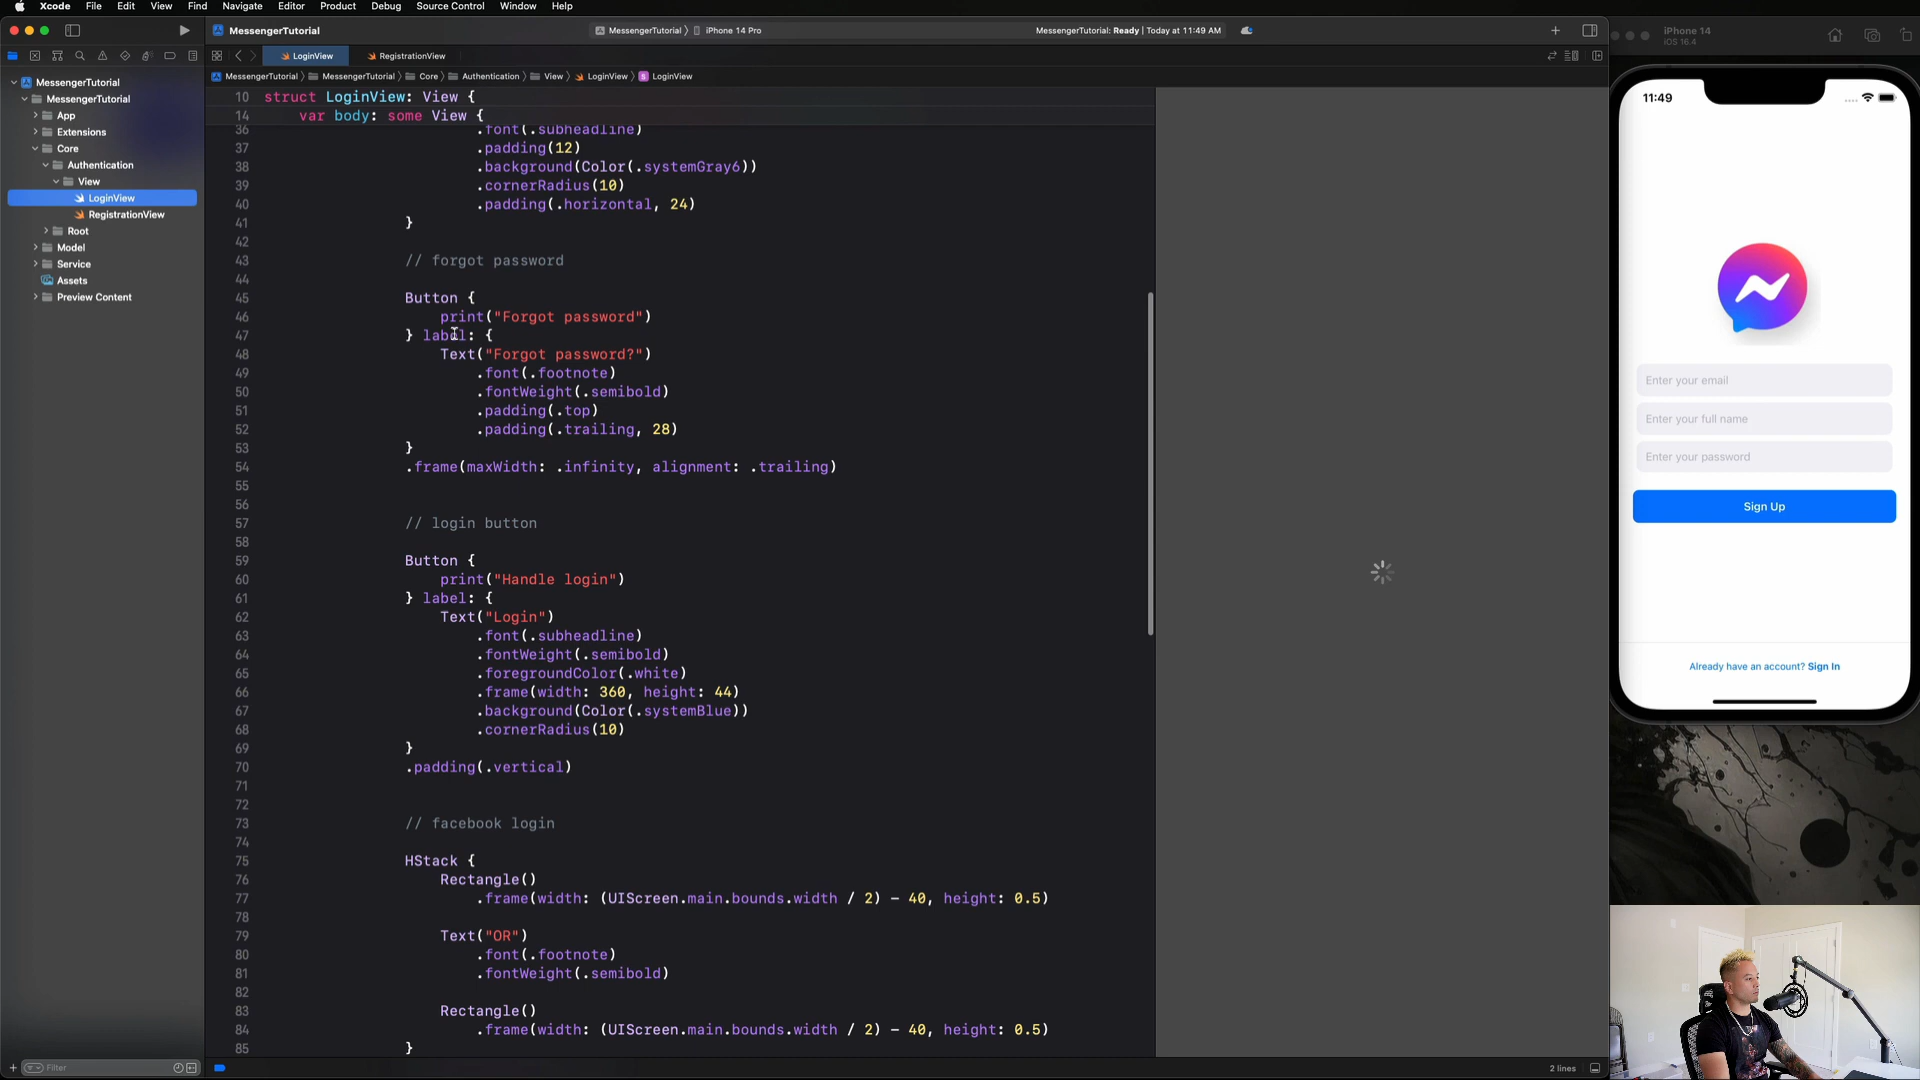 Xcode File Edit View Find Navigate Editor Product Debug Source Control Window Help
MessengerTutorial
MessengerTutorial
iPhone 14 Pro
MessengerTutorial: Ready | Today at 11:49 AM
LoginView
RegistrationView
MessengerTutorial
MessengerTutorial
Core
Authentication
View
LoginView
LoginView
MessengerTutorial
MessengerTutorial
App
Extensions
Core
Authentication
View
LoginView
RegistrationView
Root
Model
Service
Assets
Preview Content
Filter
10 struct LoginView: View {
14 var body: some View {
36 .font(.subheadline)
37 .padding(12)
38 .background(Color(.systemGray6))
39 .cornerRadius(10)
40 .padding(.horizontal, 24)
41 }
42
43 // forgot password
44
45 Button {
46 print("Forgot password")
47 } label: {
48 Text("Forgot password?")
49 .font(.footnote)
50 .fontWeight(.semibold)
51 .padding(.top)
52 .padding(.trailing, 28)
53 }
54 .frame(maxWidth: .infinity, alignment: .trailing)
55
56
57 // login button
58
59 Button {
60 print("Handle login")
61 } label: {
62 Text("Login")
63 .font(.subheadline)
64 .fontWeight(.semibold)
65 .foregroundColor(.white)
66 .frame(width: 360, height: 44)
67 .background(Color(.systemBlue))
68 .cornerRadius(10)
69 }
70 .padding(.vertical)
71
72
73 // facebook login
74
75 HStack {
76 Rectangle()
77 .frame(width: (UIScreen.main.bounds.width / 2) - 40, height: 0.5)
78
79 Text("OR")
80 .font(.footnote)
81 .fontWeight(.semibold)
82
83 Rectangle()
84 .frame(width: (UIScreen.main.bounds.width / 2) - 40, height: 0.5)
85 }
2 lines
iPhone 14
iOS 16.4
11:49
Enter your email
Enter your full name
Enter your password
Sign Up
Already have an account? Sign In